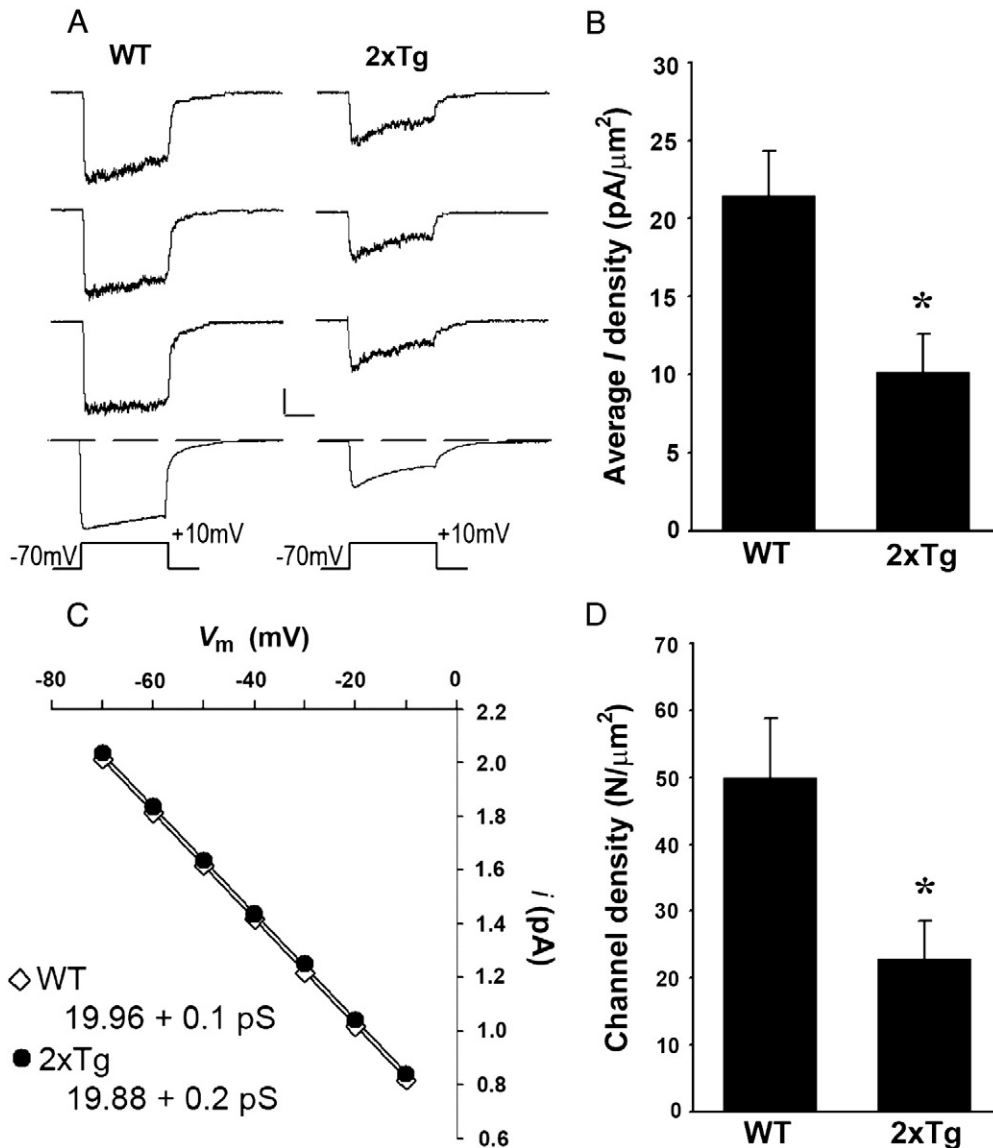 A
WT
2xTg
-70mV
+10mV
-70mV
+10mV
B
Average I density (pA/μm²)
30
25
20
15
10
5
0
*
WT
2xTg
C
Vm (mV)
-80
-60
-40
-20
0
2.2
2.0
1.8
1.6
1.4
1.2
1.0
0.8
0.6
i (pA)
WT
19.96 + 0.1 pS
2xTg
19.88 + 0.2 pS
D
Channel density (N/μm²)
70
60
50
40
30
20
10
0
*
WT
2xTg